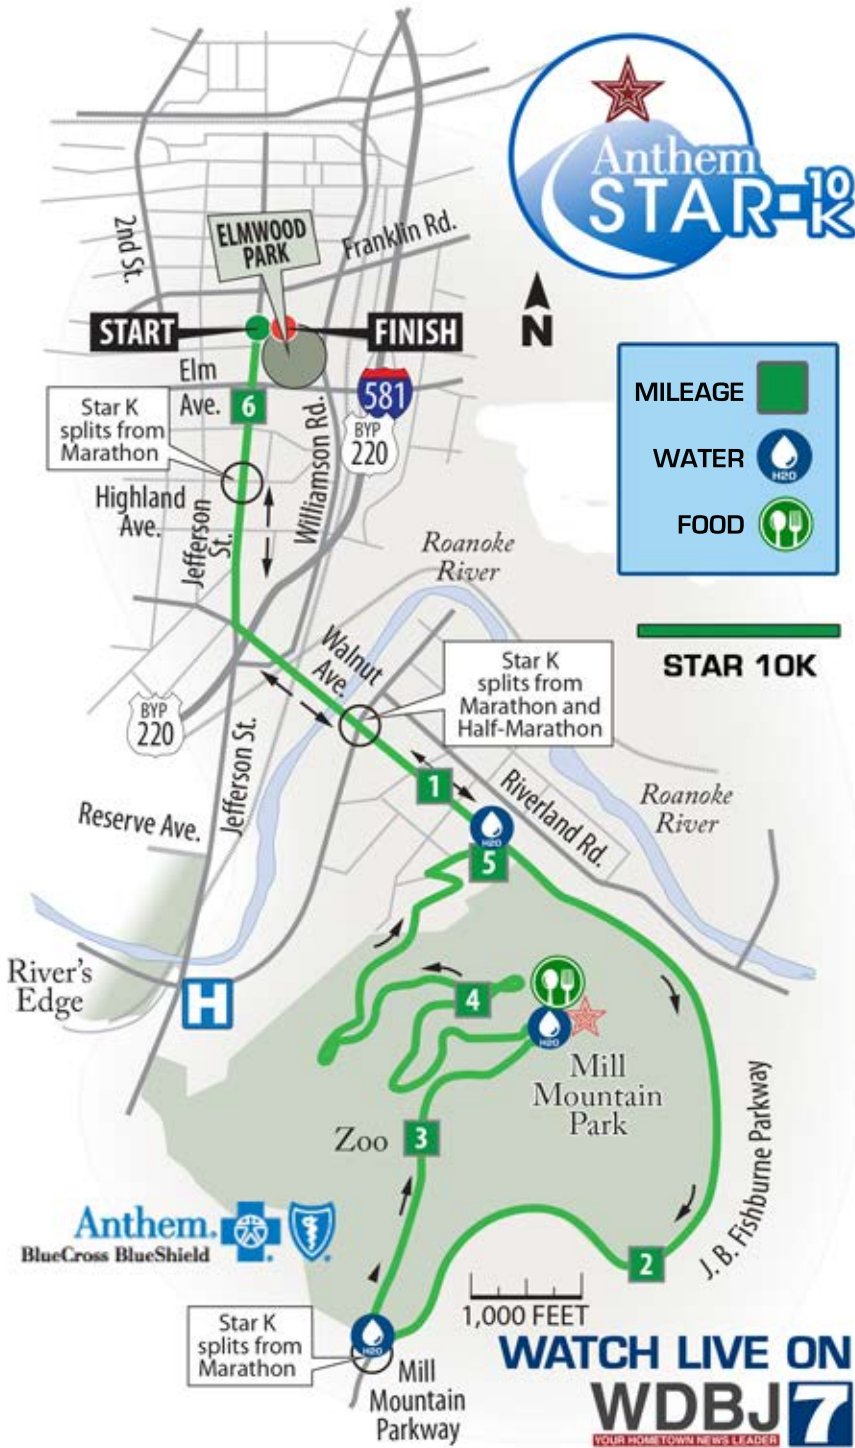 Anthem
STAR-10K
2nd St.
ELMWOOD
PARK
Franklin Rd.
START
FINISH
N
Elm
Ave.
6
581
BYP
220
Star K
splits from
Marathon
Highland
Ave.
Jefferson
St.
Williamson Rd.
MILEAGE
WATER
H2O
FOOD
Roanoke
River
STAR 10K
Walnut
Ave.
Star K
splits from
Marathon and
Half-Marathon
BYP
220
Jefferson St.
1
Riverland Rd.
Roanoke
River
Reserve Ave.
H2O
5
River's
Edge
H
4
H2O
Mill
Mountain
Park
Zoo
3
J. B. Fishburne Parkway
2
Anthem.
BlueCross BlueShield
1,000 FEET
Star K
splits from
Marathon
H2O
Mill
Mountain
Parkway
WATCH LIVE ON
WDBJ 7
YOUR HOMETOWN NEWS LEADER